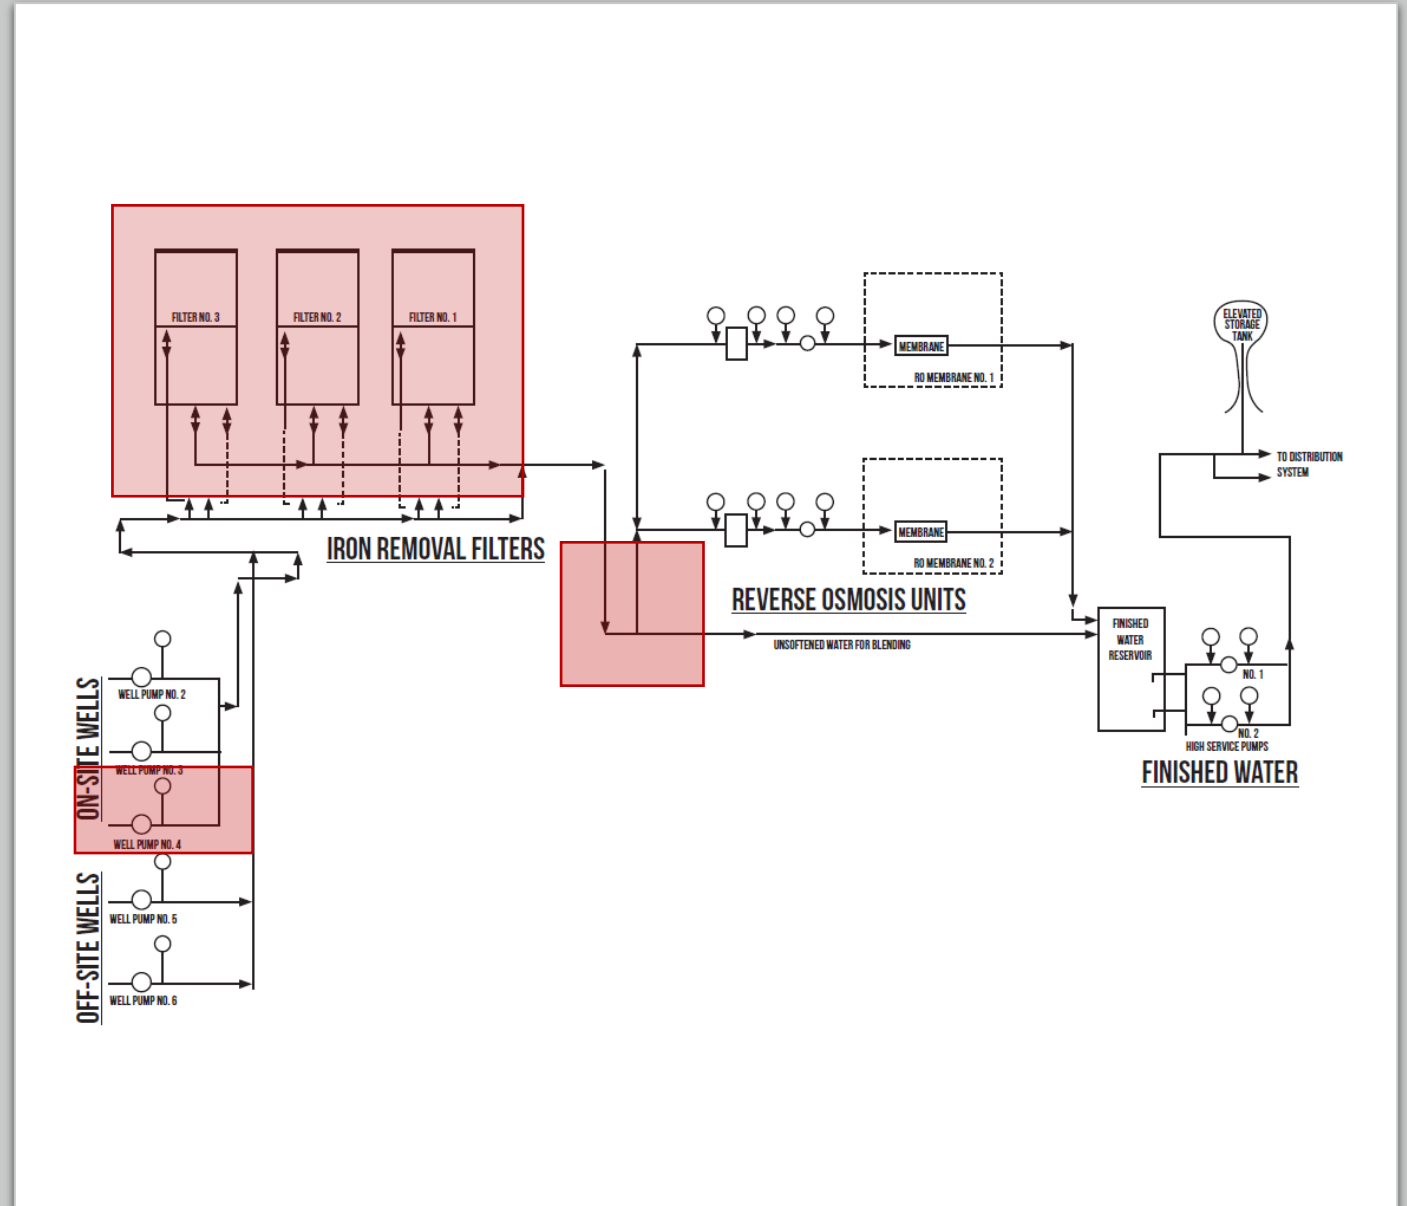 FILTER NO. 3
FILTER NO. 2
FILTER NO. 1
IRON REMOVAL FILTERS
MEMBRANE
RO MEMBRANE NO. 1
MEMBRANE
RO MEMBRANE NO. 2
REVERSE OSMOSIS UNITS
UNSOFTENED WATER FOR BLENDING
ELEVATED
STORAGE
TANK
TO DISTRIBUTION
SYSTEM
FINISHED
WATER
RESERVOIR
NO. 1
NO. 2
HIGH SERVICE PUMPS
FINISHED WATER
ON-SITE WELLS
WELL PUMP NO. 2
WELL PUMP NO. 3
WELL PUMP NO. 4
OFF-SITE WELLS
WELL PUMP NO. 5
WELL PUMP NO. 6